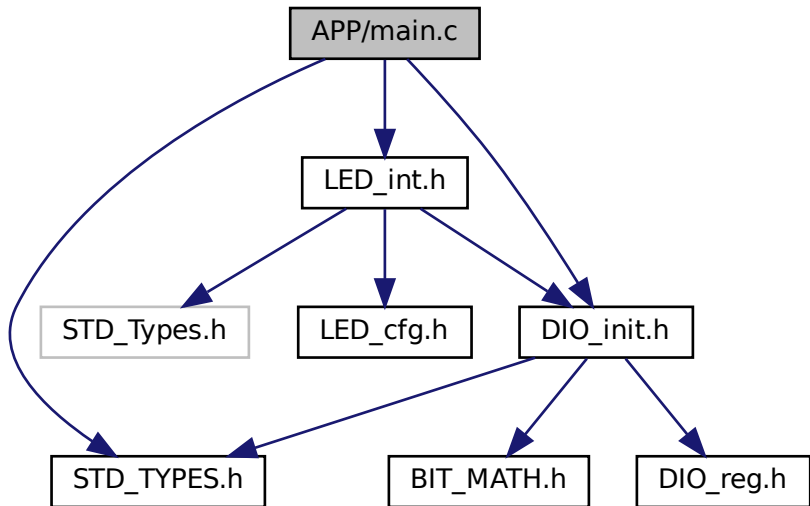 APP/main.c
LED_int.h
STD_Types.h
LED_cfg.h
DIO_init.h
STD_TYPES.h
BIT_MATH.h
DIO_reg.h